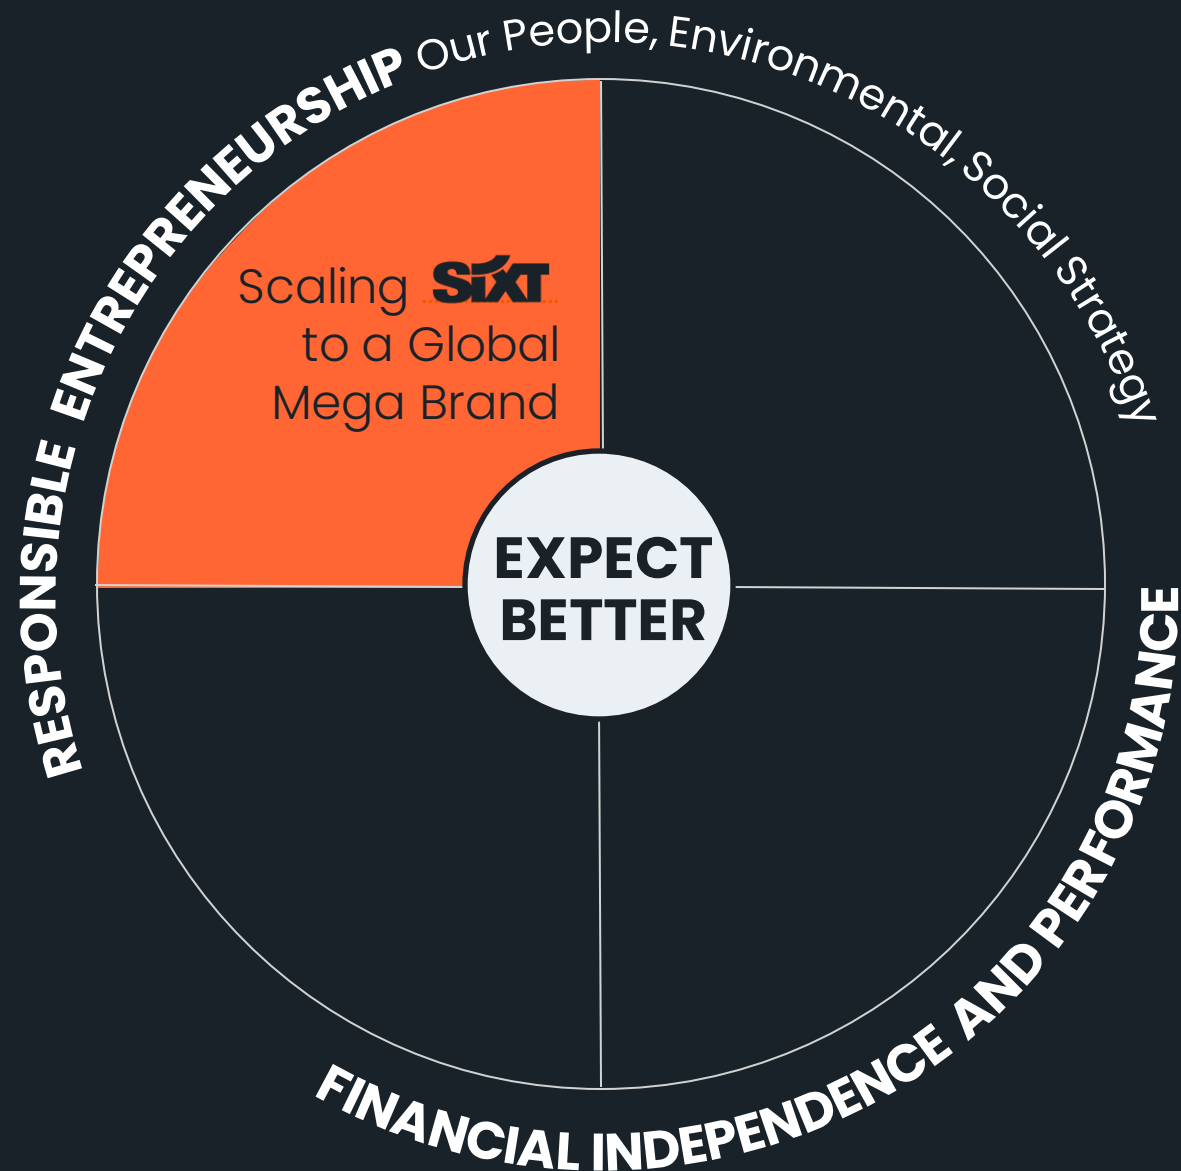 RESPONSIBLE ENTREPRENEURSHIP Our People, Environmental, Social Strategy
Scaling SiXT
to a Global
Mega Brand
EXPECT
BETTER
FINANCIAL INDEPENDENCE AND PERFORMANCE